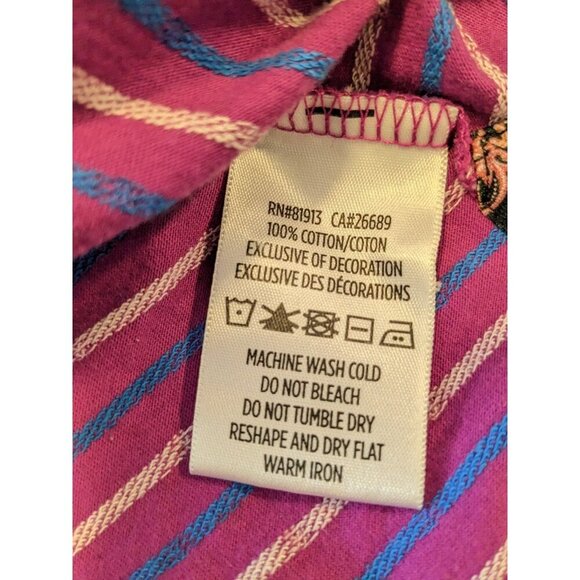 RN#81913 CA#26689
100% COTTON/COTON
EXCLUSIVE OF DECORATION
EXCLUSIVE DES DÉCORATIONS
MACHINE WASH COLD
DO NOT BLEACH
DO NOT TUMBLE DRY
RESHAPE AND DRY FLAT
WARM IRON